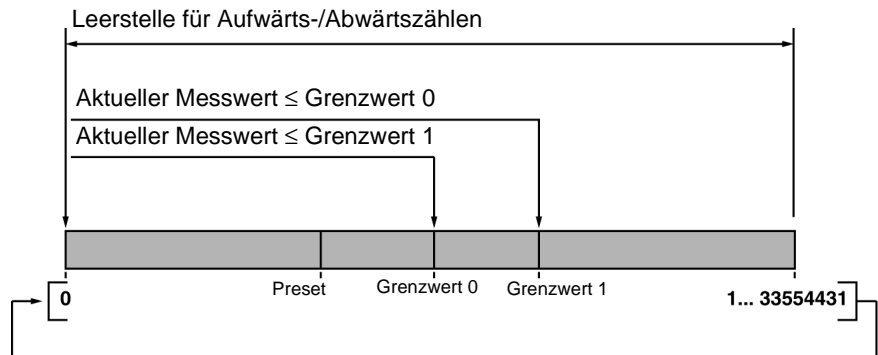 Leerstelle für Aufwärts-/Abwärtszählen
Aktueller Messwert ≤ Grenzwert 0
Aktueller Messwert ≤ Grenzwert 1
Preset Grenzwert 0 Grenzwert 1
0 1... 33554431